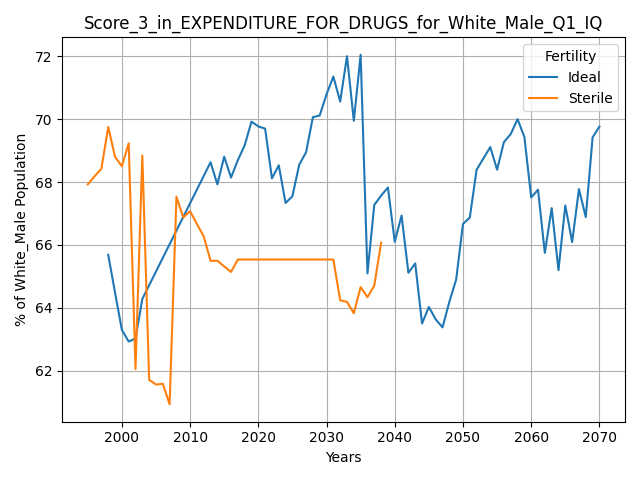 Score_3_in_EXPENDITURE_FOR_DRUGS_for_White_Male_Q1_IQ
Fertility
Ideal
Sterile
% of White_Male Population
72
70
68
66
64
62
2000
2010
2020
2030
2040
2050
2060
2070
Years